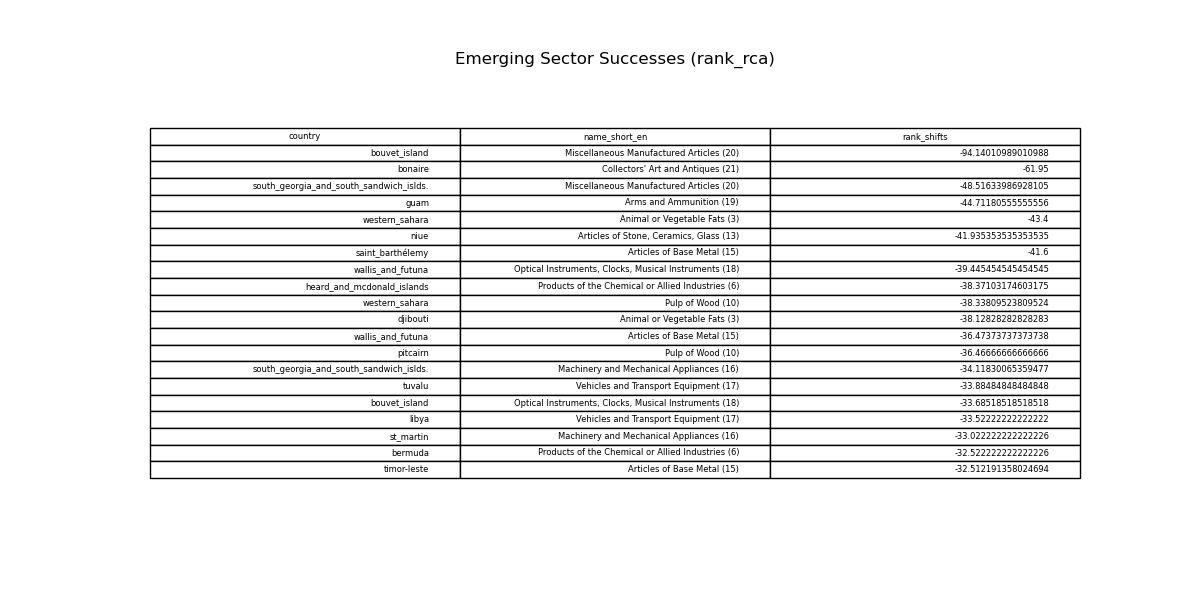 Emerging Sector Successes (rank_rca)
country name_short_en rank_shifts
bouvet_island Miscellaneous Manufactured Articles (20) -94.14010989010988
bonaire Collectors' Art and Antiques (21) -61.95
south_georgia_and_south_sandwich_islds. Miscellaneous Manufactured Articles (20) -48.51633986928105
guam Arms and Ammunition (19) -44.71180555555556
western_sahara Animal or Vegetable Fats (3) -43.4
niue Articles of Stone, Ceramics, Glass (13) -41.935353535353535
saint_barthélemy Articles of Base Metal (15) -41.6
wallis_and_futuna Optical Instruments, Clocks, Musical Instruments (18) -39.445454545454545
heard_and_mcdonald_islands Products of the Chemical or Allied Industries (6) -38.37103174603175
western_sahara Pulp of Wood (10) -38.33809523809524
djibouti Animal or Vegetable Fats (3) -38.12828282828283
wallis_and_futuna Articles of Base Metal (15) -36.47373737373738
pitcairn Pulp of Wood (10) -36.46666666666666
south_georgia_and_south_sandwich_islds. Machinery and Mechanical Appliances (16) -34.11830065359477
tuvalu Vehicles and Transport Equipment (17) -33.88484848484848
bouvet_island Optical Instruments, Clocks, Musical Instruments (18) -33.68518518518518
libya Vehicles and Transport Equipment (17) -33.52222222222222
st_martin Machinery and Mechanical Appliances (16) -33.022222222222226
bermuda Products of the Chemical or Allied Industries (6) -32.522222222222226
timor-leste Articles of Base Metal (15) -32.512191358024694